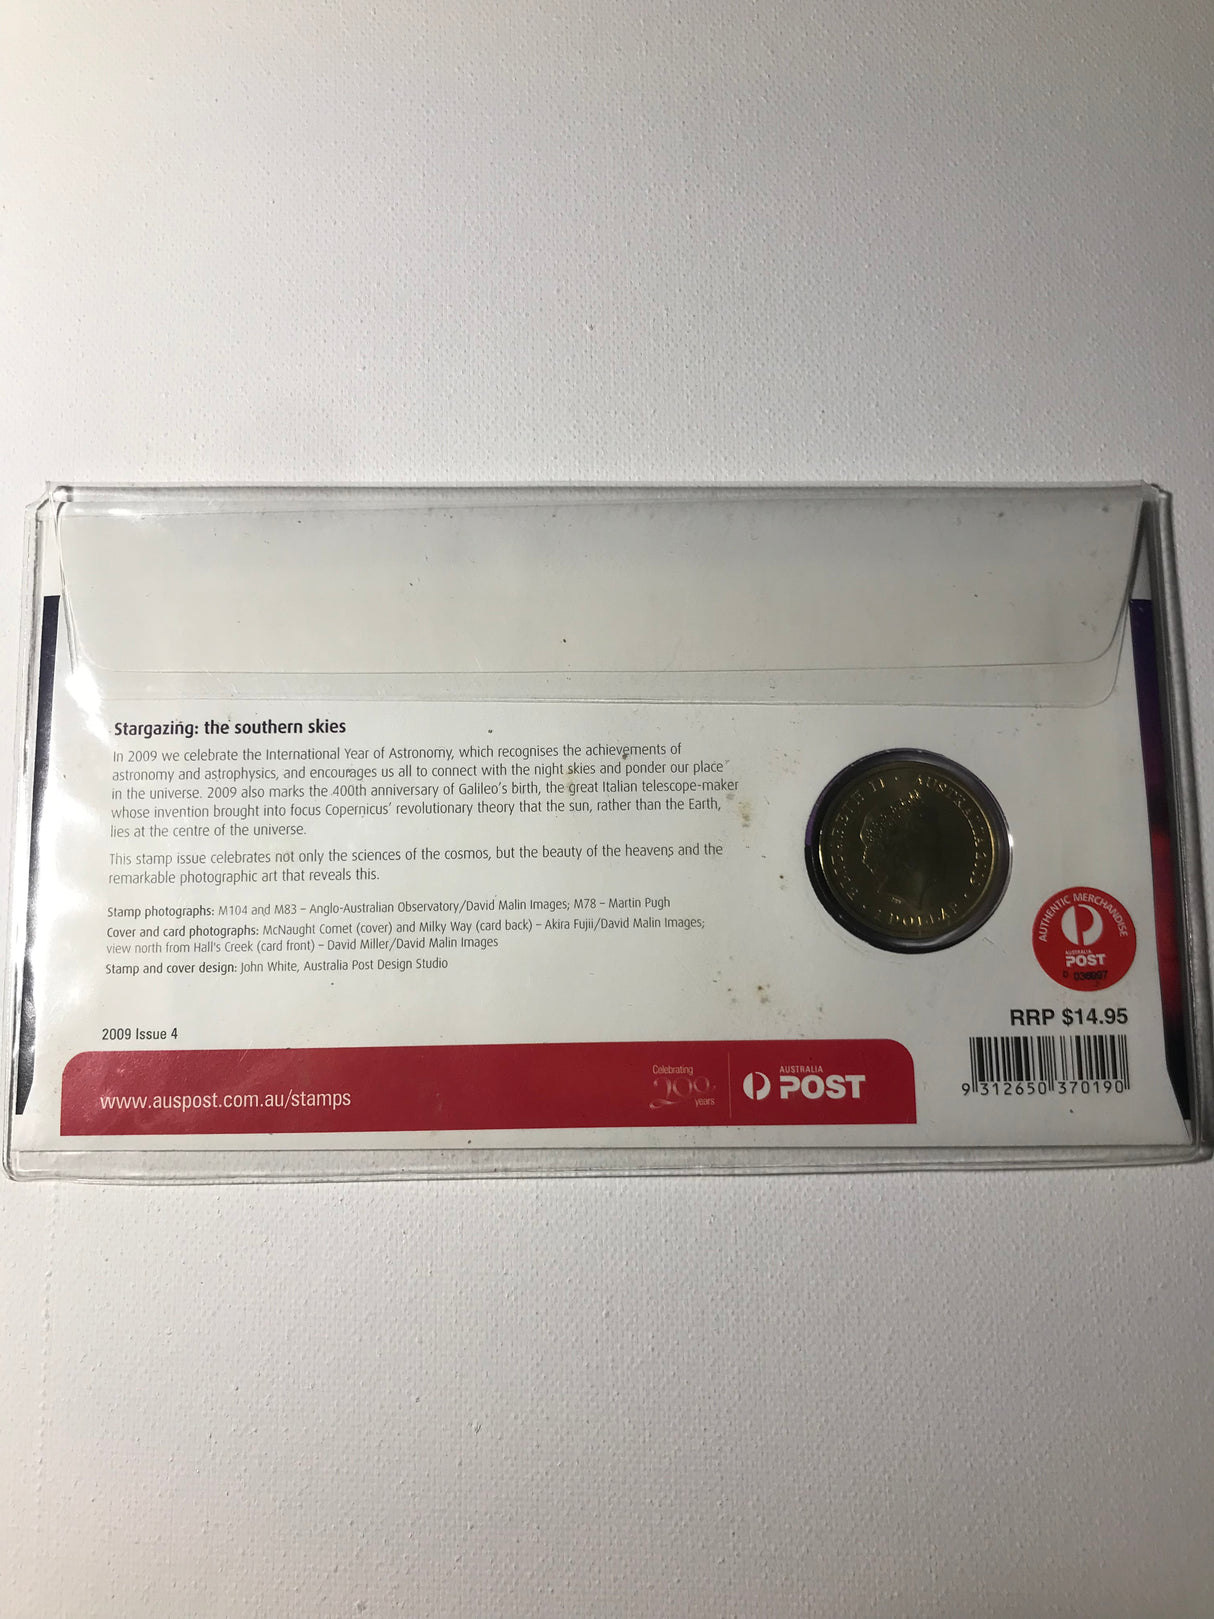 Stargazing: the southern skies
In 2009 we celebrate the International Year of Astronomy, which recognises the achievements of
astronomy and astrophysics, and encourages us all to connect with the night skies and ponder our place
in the universe. 2009 also marks the 400th anniversary of Galileo's birth, the great Italian telescope-maker
whose invention brought into focus Copernicus' revolutionary theory that the sun, rather than the Earth,
lies at the centre of the universe.
This stamp issue celebrates not only the sciences of the cosmos, but the beauty of the heavens and the
remarkable photographic art that reveals this.
Stamp photographs: M104 and M83 – Anglo-Australian Observatory/David Malin Images; M78 – Martin Pugh
Cover and card photographs: McNaught Comet (cover) and Milky Way (card back) – Akira Fujii/David Malin Images;
view north from Hall's Creek (card front) – David Miller/David Malin Images
Stamp and cover design: John White, Australia Post Design Studio
2009 Issue 4
www.auspost.com.au/stamps
Celebrating
200
years
AUSTRALIA
POST
ELIZABETH II · AUSTRALIA 2009
1 DOLLAR
AUTHENTIC MERCHANDISE
AUSTRALIA
POST
RRP $14.95
9 312650 370190